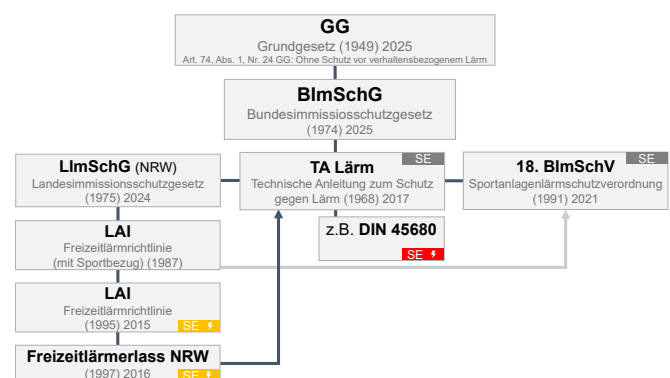 GG
Grundgesetz (1949) 2025
Art. 74, Abs. 1, Nr. 24 GG: Ohne Schutz vor verhaltensbezogenem Lärm
BImSchG
Bundesimmissiosschutzgesetz
(1974) 2025
LImSchG (NRW)
Landesimmissionsschutzgesetz
(1975) 2024
SE
TA Lärm
Technische Anleitung zum Schutz
gegen Lärm (1968) 2017
SE
18. BImSchV
Sportanlagenlärmschutzverordnung
(1991) 2021
z.B. DIN 45680
SE
LAI
Freizeitlärmrichtlinie
(mit Sportbezug) (1987)
LAI
Freizeitlärmrichtlinie
(1995) 2015
SE
Freizeitlärmerlass NRW
(1997) 2016
SE